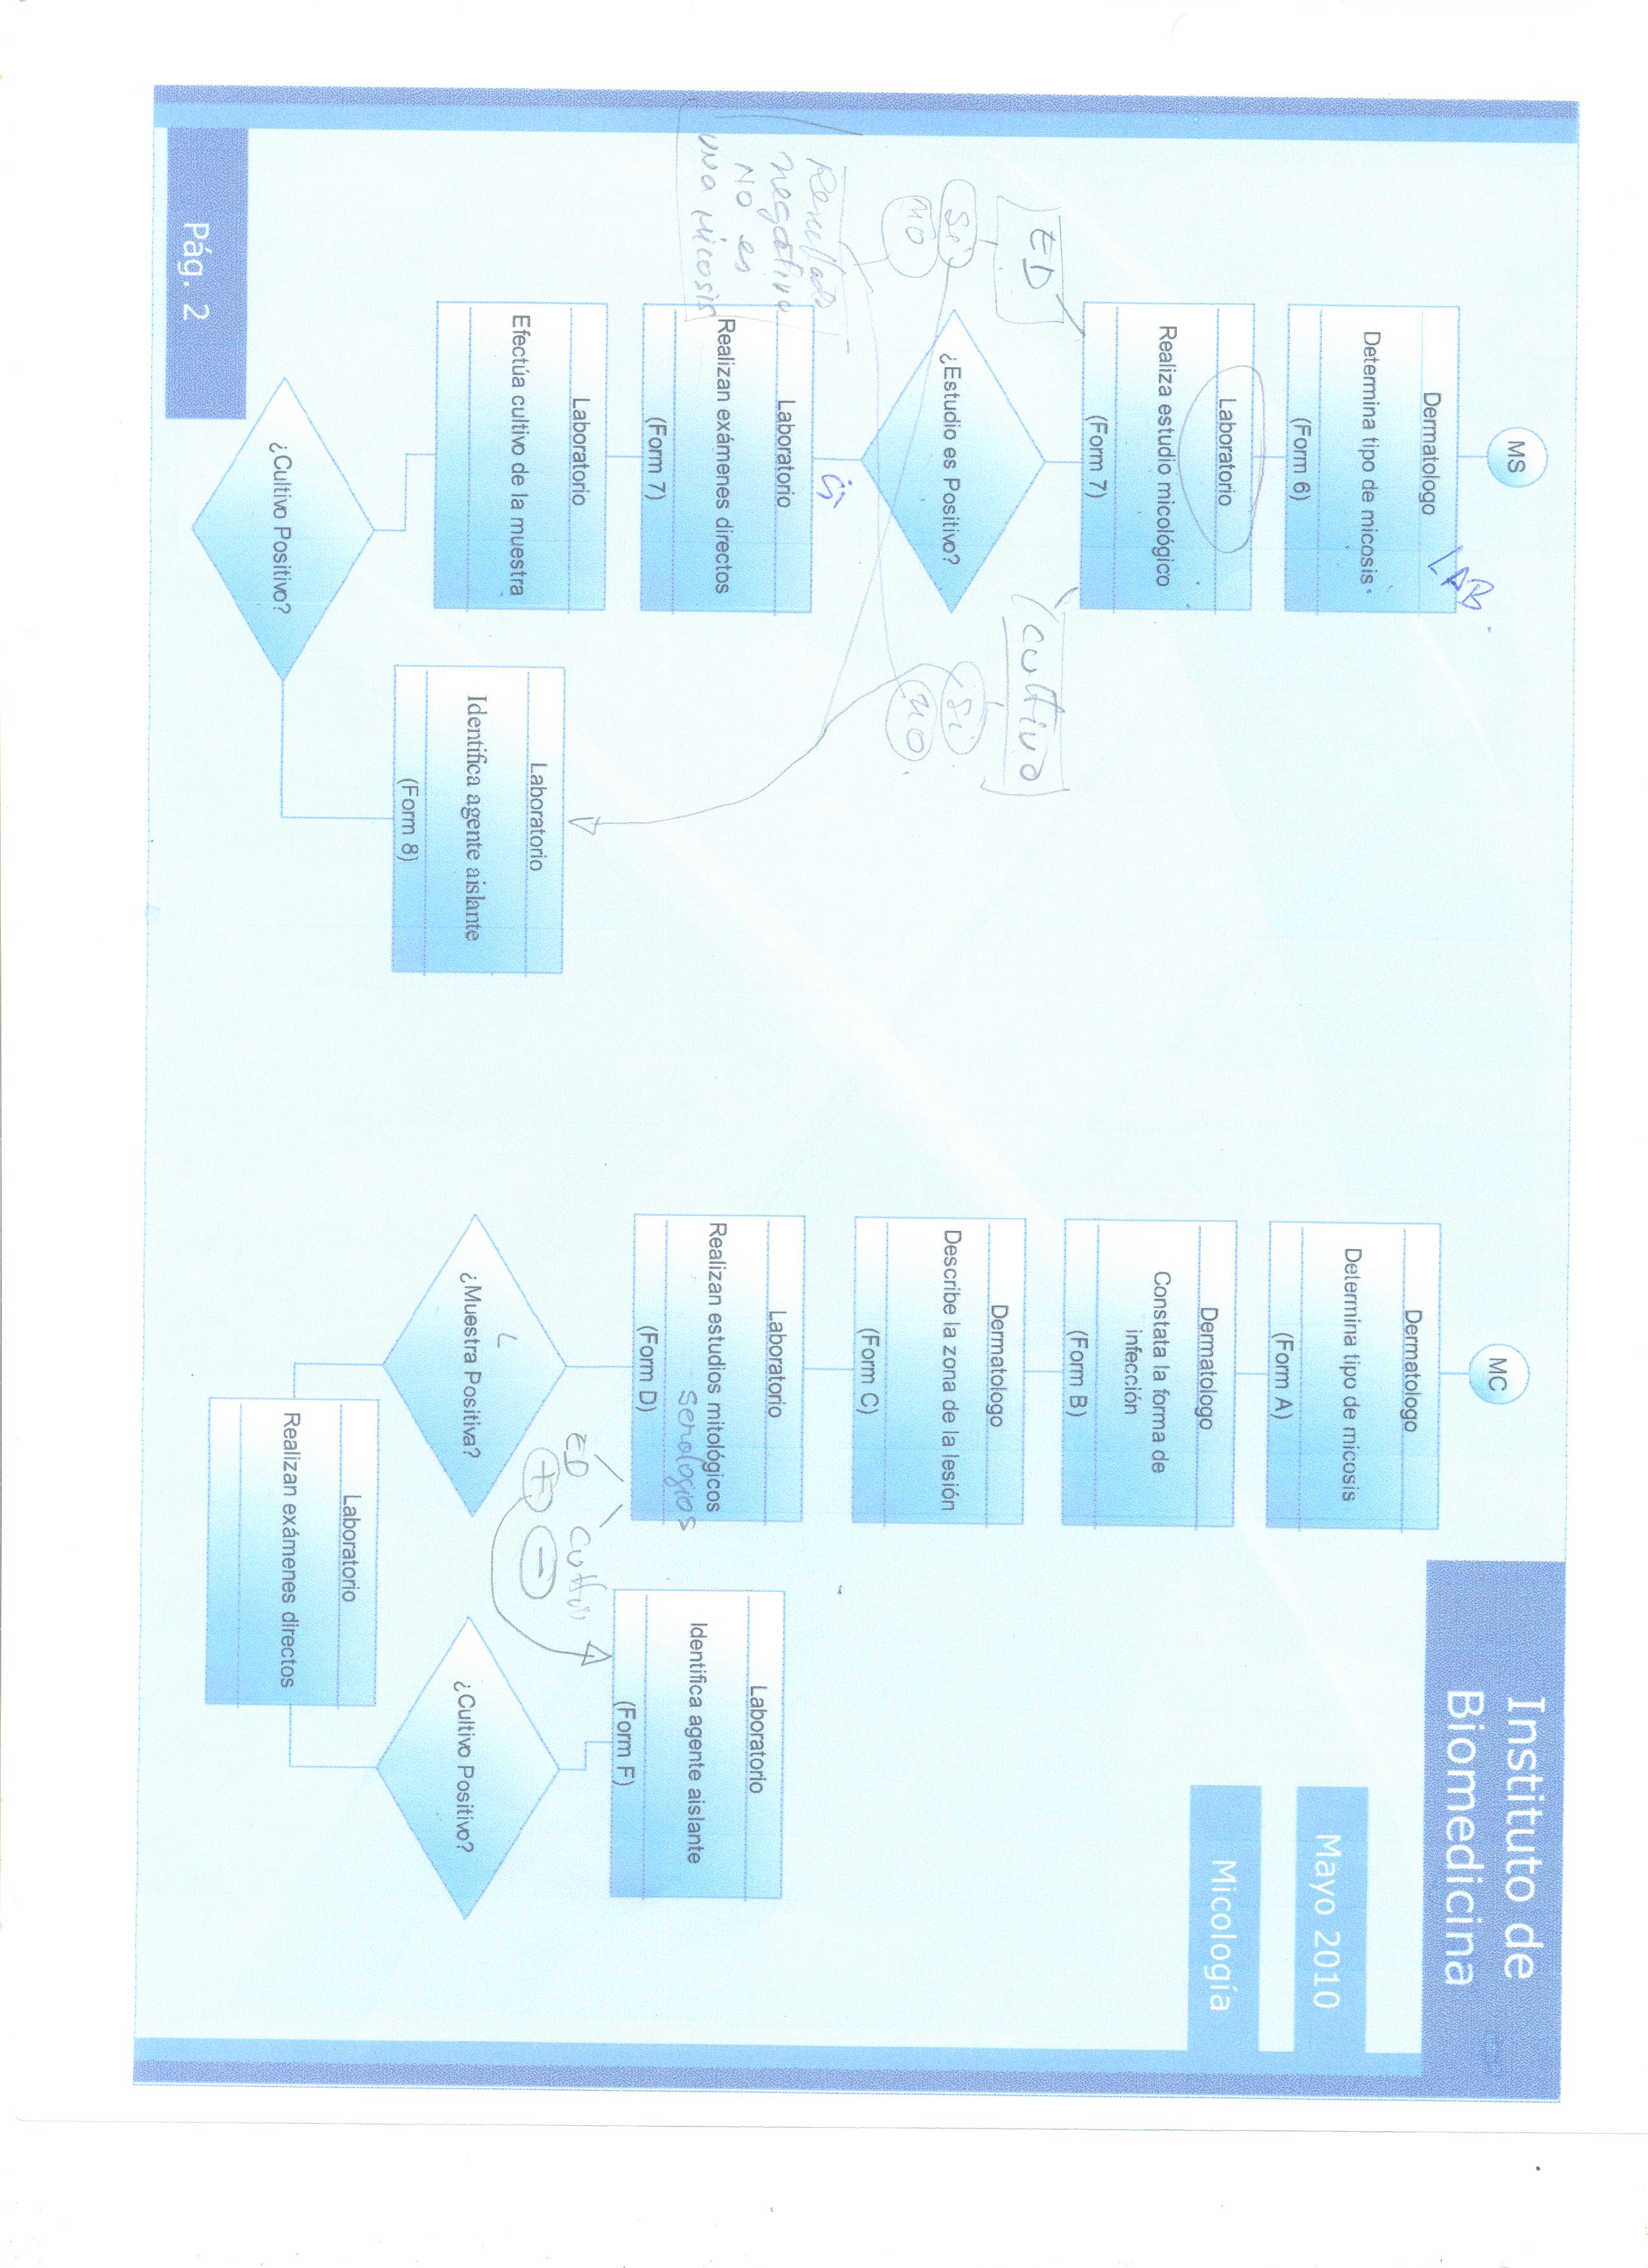 Instituto de
Biomedicina
Mayo 2010
Micología
MS
Dermatologo
LAB.
Determina tipo de micosis
(Form 6)
Laboratorio
Realiza estudio micológico
(Form 7)
ED
Si
NO
Cultivo
Si
NO
¿Estudio es Positivo?
Resultado
negativo
NO es
una micosis
Laboratorio
Realizan exámenes directos
(Form 7)
Laboratorio
Efectúa cultivo de la muestra
¿Cultivo Positivo?
Laboratorio
Identifica agente aislante
(Form 8)
MC
Dermatologo
Determina tipo de micosis
(Form A)
Dermatologo
Constata la forma de
infección
(Form B)
Dermatologo
Describe la zona de la lesión
(Form C)
Laboratorio
Realizan estudios mitológicos
serologios
(Form D)
ED
Cultivo
+
-
¿Muestra Positiva?
Laboratorio
Realizan exámenes directos
¿Cultivo Positivo?
Laboratorio
Identifica agente aislante
(Form F)
Pág. 2